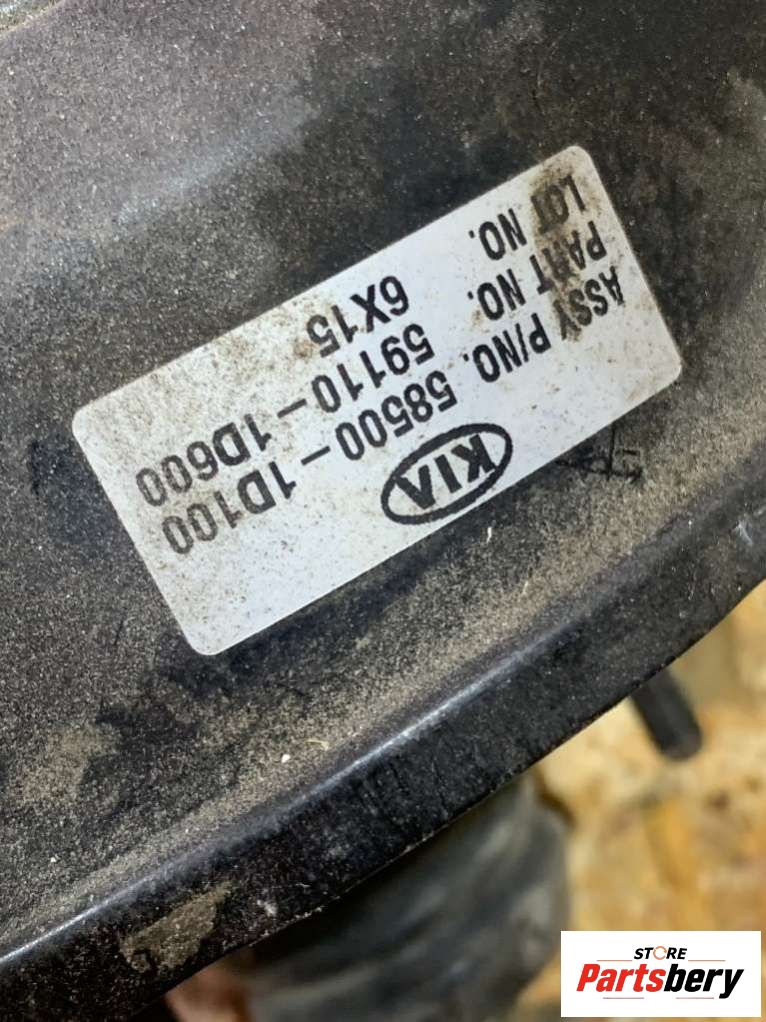 KIA
ASSY P/NO. 58500-1D100
PART NO. 59110-1D600
LOT NO. 6X15
STORE
Partsbery